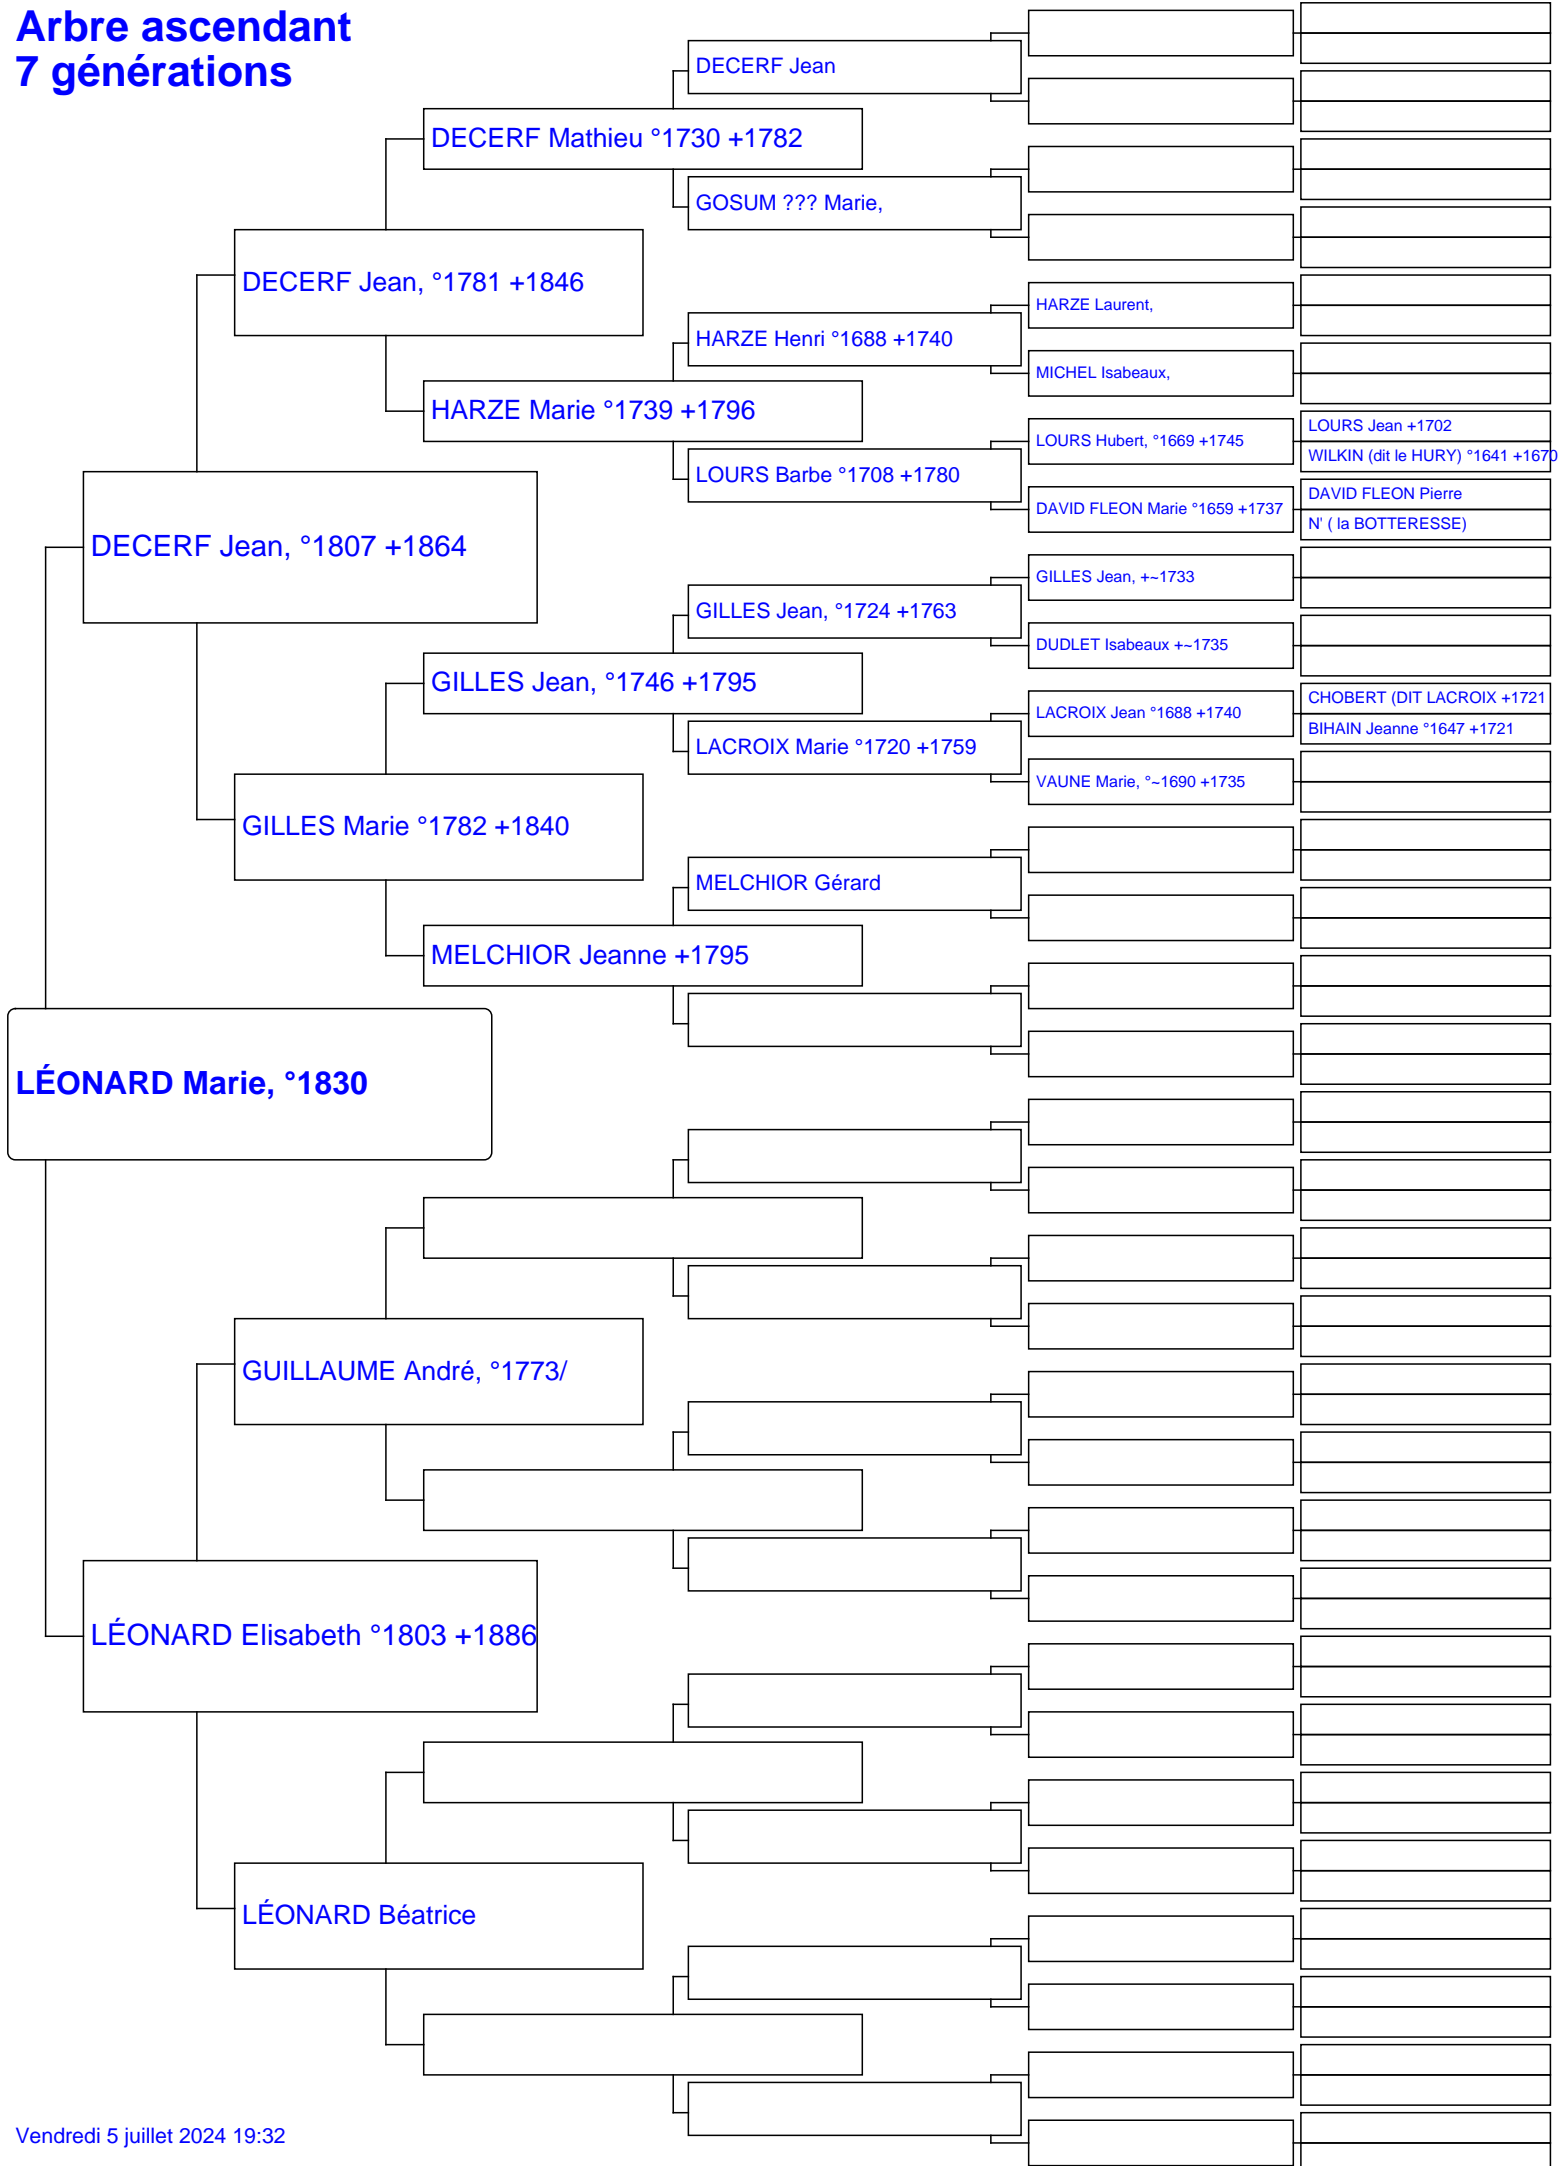 Arbre ascendant
7 générations
DECERF Jean
DECERF Mathieu °1730 +1782
GOSUM ??? Marie,
DECERF Jean, °1781 +1846
HARZE Laurent,
HARZE Henri °1688 +1740
MICHEL Isabeaux,
HARZE Marie °1739 +1796
LOURS Jean +1702
LOURS Hubert, °1669 +1745
WILKIN (dit le HURY) °1641 +1670
LOURS Barbe °1708 +1780
DAVID FLEON Pierre
DAVID FLEON Marie °1659 +1737
N' ( la BOTTERESSE)
DECERF Jean, °1807 +1864
GILLES Jean, +~1733
GILLES Jean, °1724 +1763
DUDLET Isabeaux +~1735
GILLES Jean, °1746 +1795
CHOBERT (DIT LACROIX +1721
LACROIX Jean °1688 +1740
BIHAIN Jeanne °1647 +1721
LACROIX Marie °1720 +1759
VAUNE Marie, °~1690 +1735
GILLES Marie °1782 +1840
MELCHIOR Gérard
MELCHIOR Jeanne +1795
LÉONARD Marie, °1830
GUILLAUME André, °1773/
LÉONARD Elisabeth °1803 +1886
LÉONARD Béatrice
Vendredi 5 juillet 2024 19:32